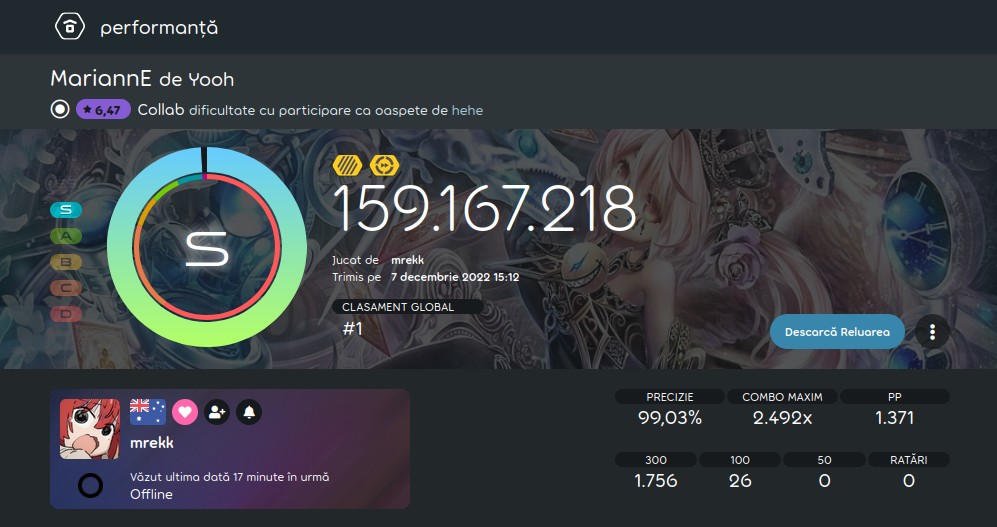 performanță
MariannE de Yooh
6,47 Collab dificultate cu participare ca oaspete de hehe
159.167.218
S
A
B
C
D
S
Jucat de mrekk
Trimis pe 7 decembrie 2022 15:12
CLASAMENT GLOBAL
#1
Descarcă Reluarea
mrekk
Văzut ultima dată 17 minute în urmă
Offline
PRECIZIE COMBO MAXIM PP
99,03% 2.492x 1.371
300 100 50 RATĂRI
1.756 26 0 0